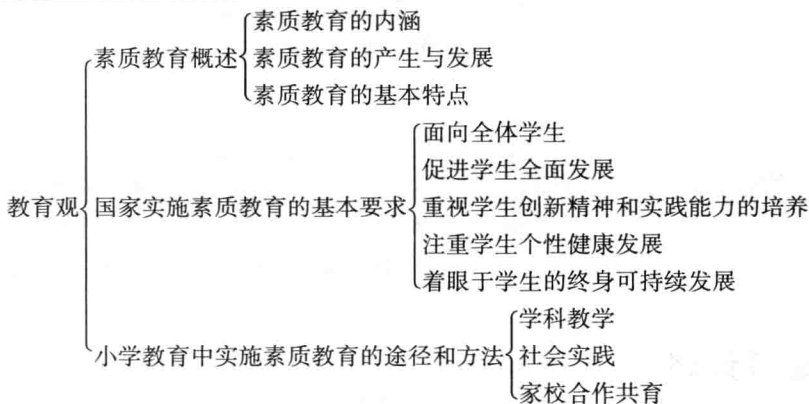 素质教育的内涵
素质教育概述
素质教育的产生与发展
素质教育的基本特点
面向全体学生
促进学生全面发展
教育观
国家实施素质教育的基本要求
重视学生创新精神和实践能力的培养
注重学生个性健康发展
着眼于学生的终身可持续发展
学科教学
小学教育中实施素质教育的途径和方法
社会实践
家校合作共育